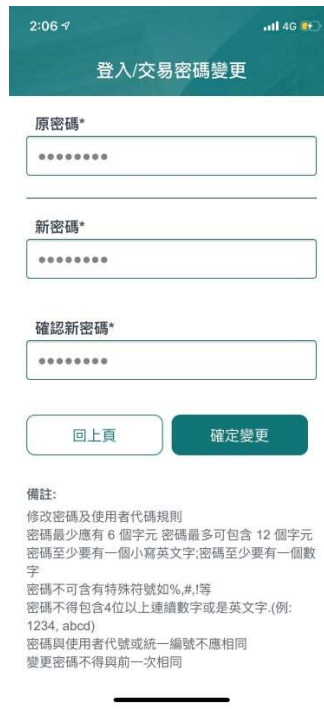 2:06 4G
登入/交易密碼變更
原密碼*
●●●●●●●●
新密碼*
●●●●●●●●
確認新密碼*
●●●●●●●●
回上頁 確定變更
備註:
修改密碼及使用者代碼規則
密碼最少應有 6 個字元 密碼最多可包含 12 個字元
密碼至少要有一個小寫英文字;密碼至少要有一個數
字
密碼不可含有特殊符號如%,#,!等
密碼不得包含4位以上連續數字或是英文字.(例:
1234, abcd)
密碼與使用者代號或統一編號不應相同
變更密碼不得與前一次相同